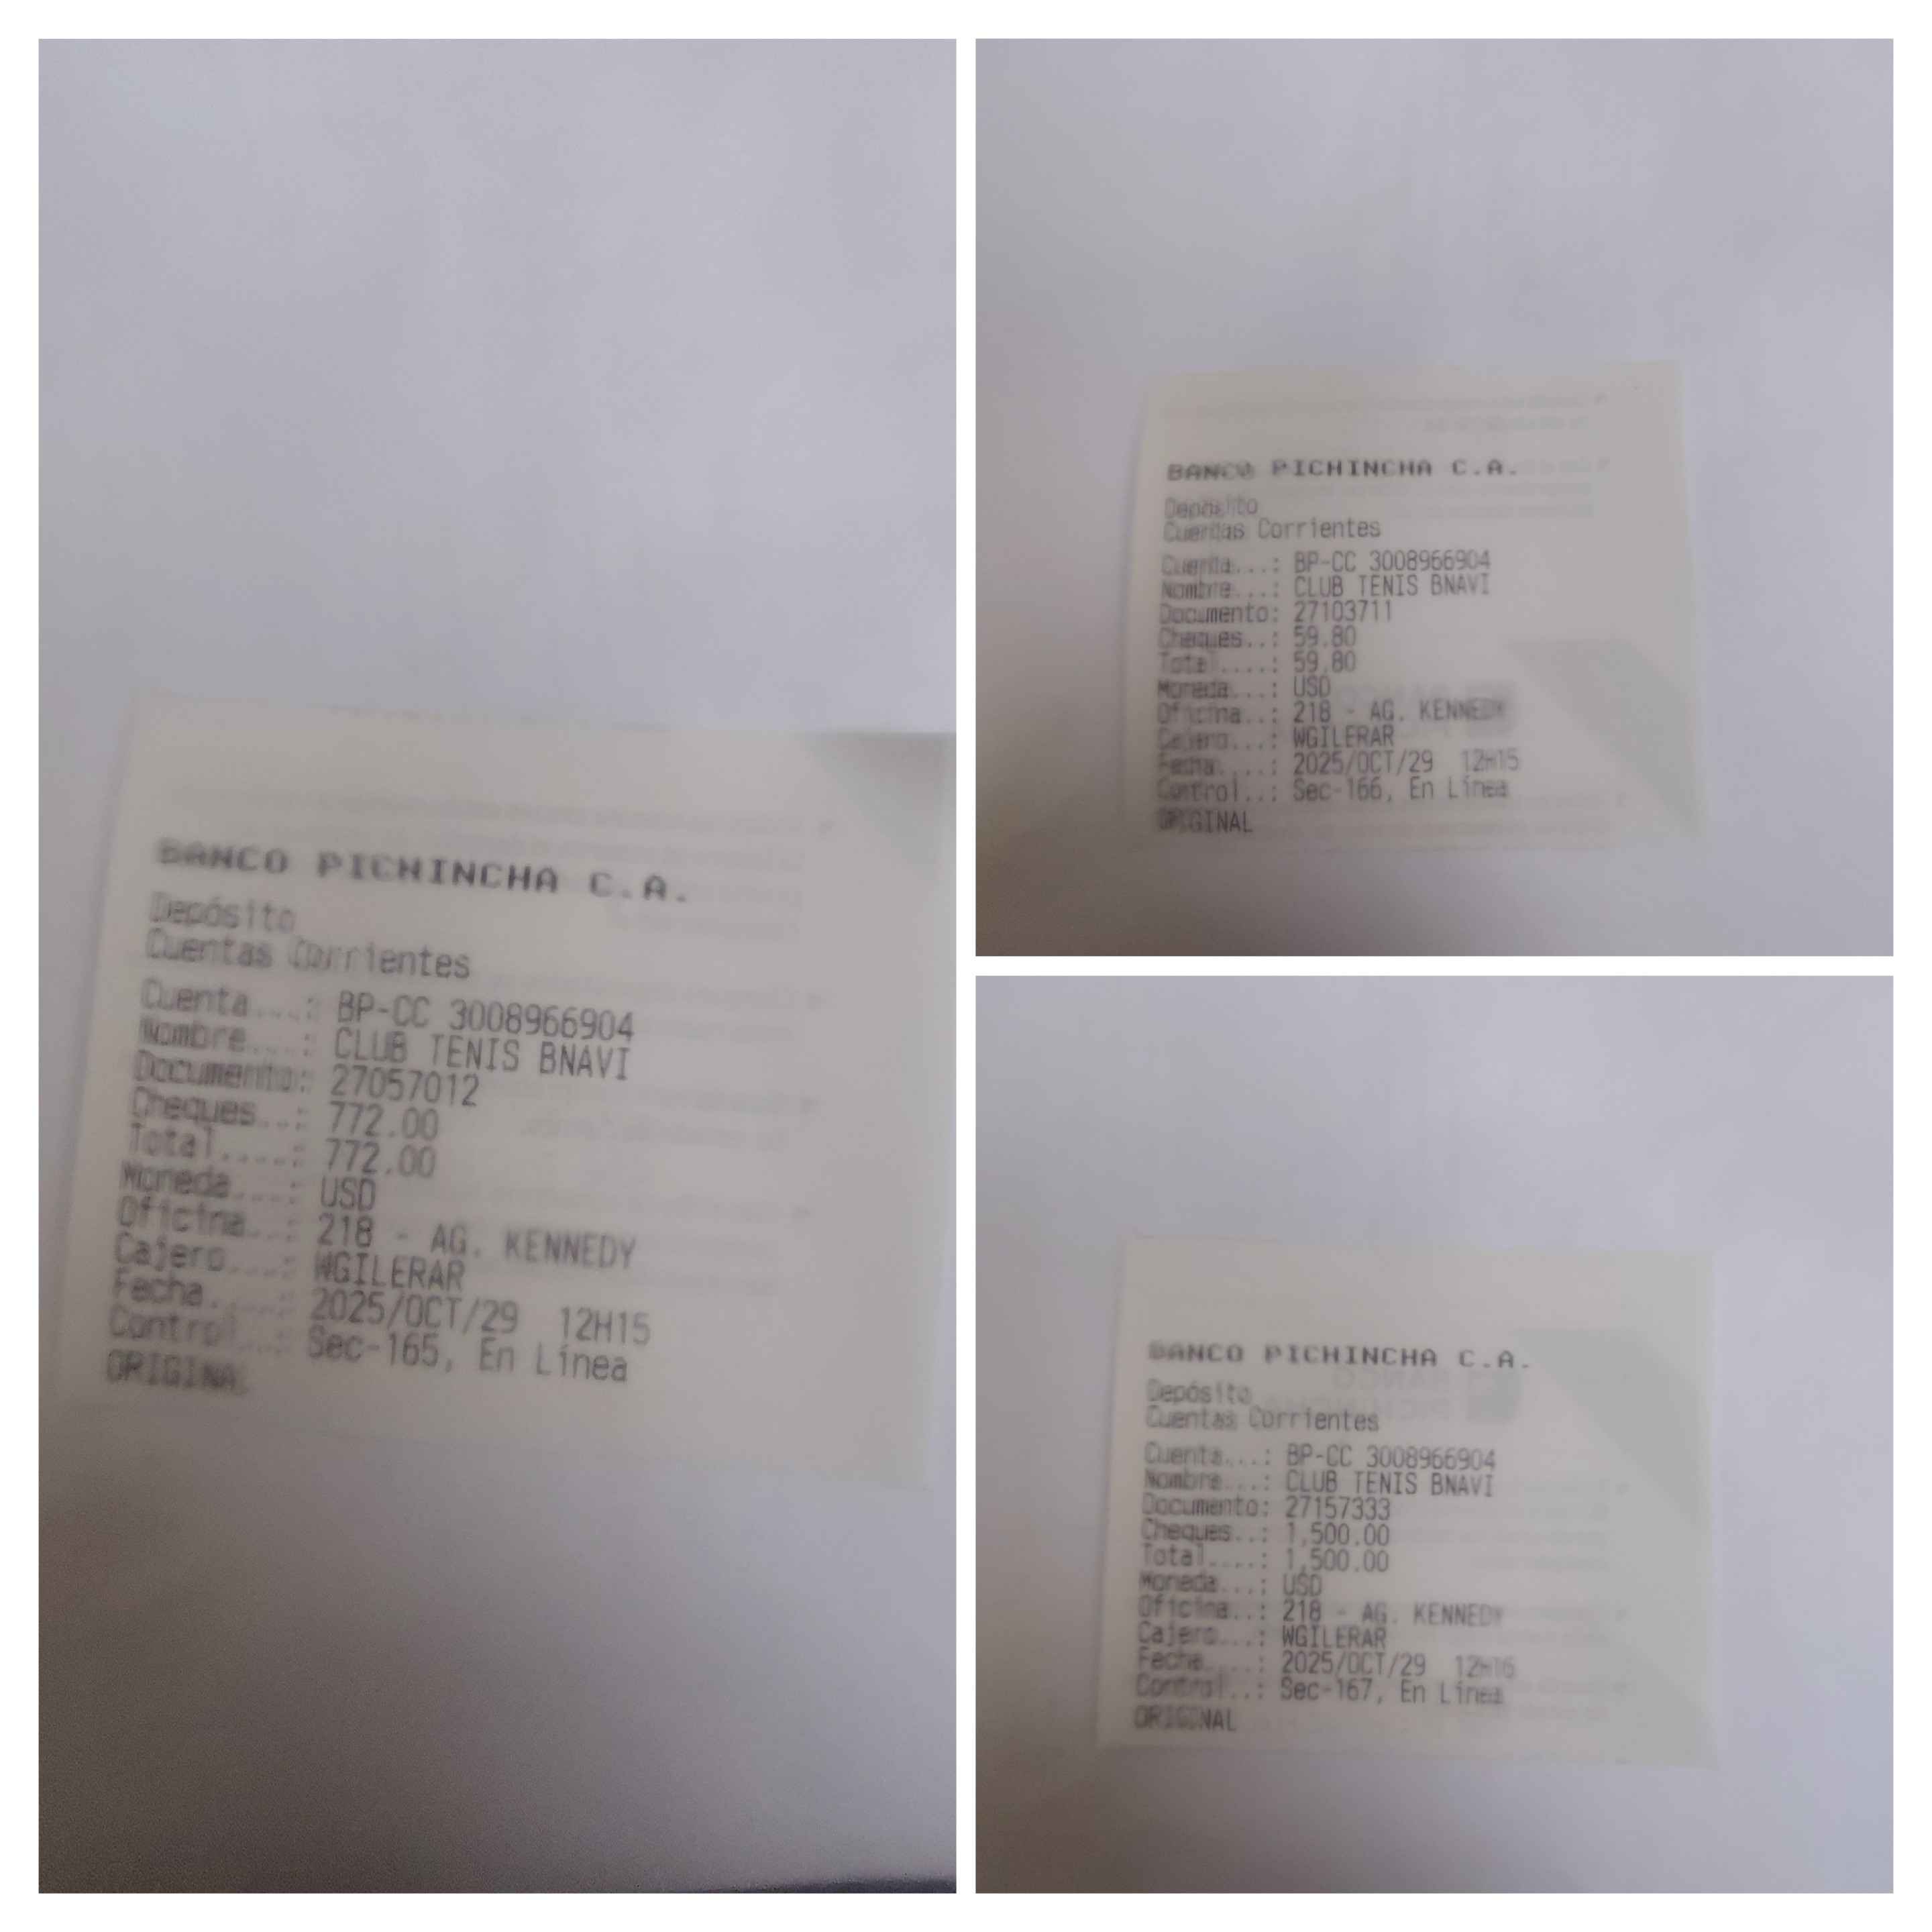 BANCO PICHINCHA C.A.
Depósito
Cuentas Corrientes
Cuenta...: BP-CC 3008966904
Nombre...: CLUB TENIS BNAVI
Documento: 27057012
Cheques..: 772.00
Total....: 772.00
Moneda...: USD
Oficina..: 218 - AG. KENNEDY
Cajero...: WGILERAR
Fecha....: 2025/OCT/29 12H15
Control..: Sec-165, En Línea
ORIGINAL
BANCO PICHINCHA C.A.
Depósito
Cuentas Corrientes
Cuenta...: BP-CC 3008966904
Nombre...: CLUB TENIS BNAVI
Documento: 27103711
Cheques..: 59.80
Total....: 59.80
Moneda...: USD
Oficina..: 218 - AG. KENNEDY
Cajero...: WGILERAR
Fecha....: 2025/OCT/29 12H15
Control..: Sec-166, En Línea
ORIGINAL
BANCO PICHINCHA C.A.
Depósito
Cuentas Corrientes
Cuenta...: BP-CC 3008966904
Nombre...: CLUB TENIS BNAVI
Documento: 27157333
Cheques..: 1,500.00
Total....: 1,500.00
Moneda...: USD
Oficina..: 218 - AG. KENNEDY
Cajero...: WGILERAR
Fecha....: 2025/OCT/29 12H16
Control..: Sec-167, En Línea
ORIGINAL